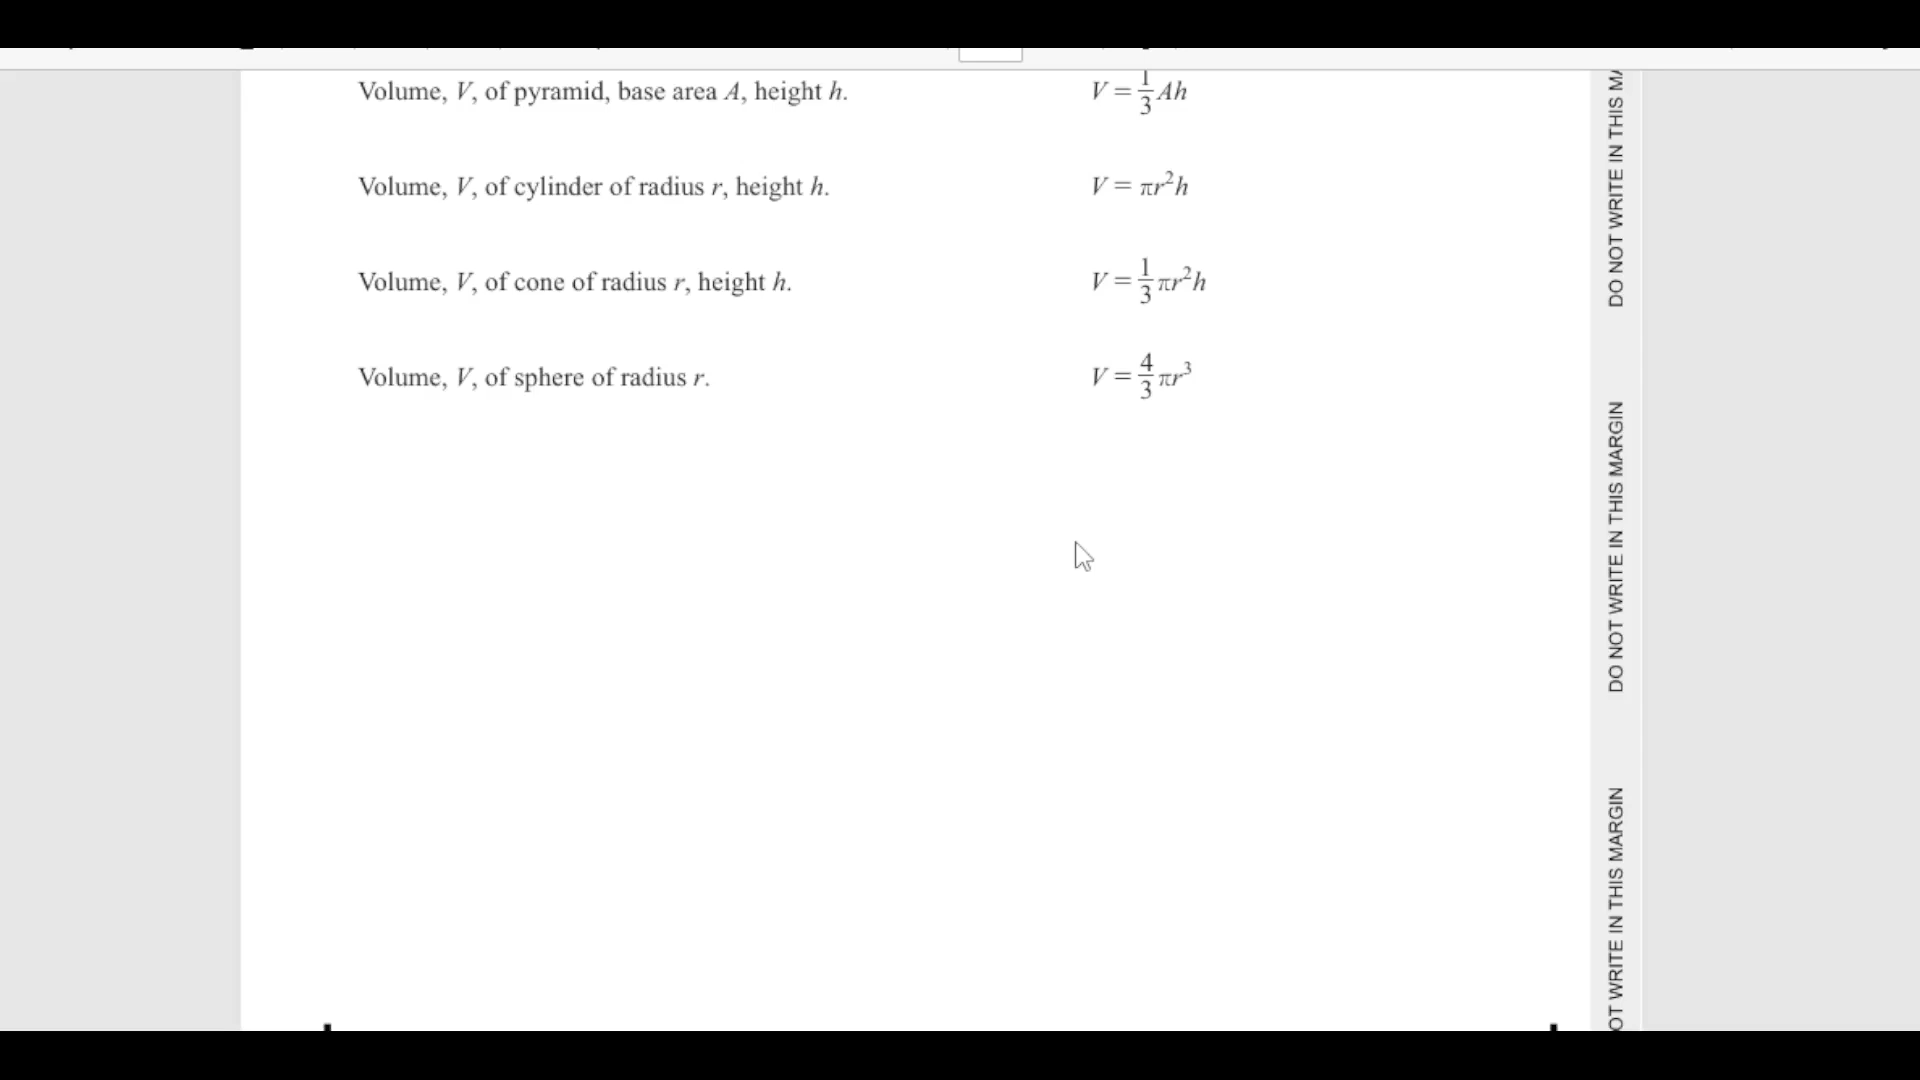 Volume, V, of pyramid, base area A, height h. V = 1/3 Ah
Volume, V, of cylinder of radius r, height h. V = πr²h
Volume, V, of cone of radius r, height h. V = 1/3 πr²h
Volume, V, of sphere of radius r. V = 4/3 πr³
DO NOT WRITE IN THIS
DO NOT WRITE IN THIS MARGIN
NOT WRITE IN THIS MARGIN